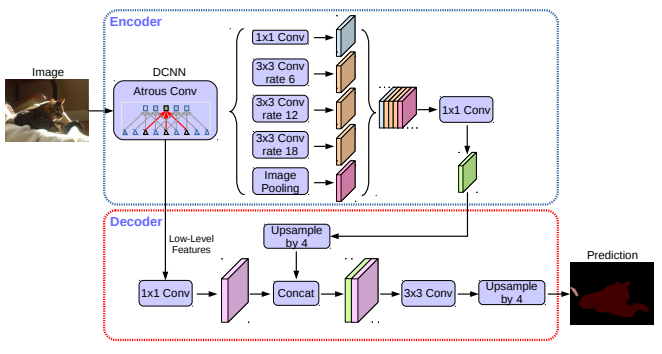 Encoder
Image
DCNN
Atrous Conv
1x1 Conv
3x3 Conv
rate 6
3x3 Conv
rate 12
3x3 Conv
rate 18
Image
Pooling
1x1 Conv
Decoder
Low-Level
Features
Upsample
by 4
1x1 Conv
Concat
3x3 Conv
Upsample
by 4
Prediction